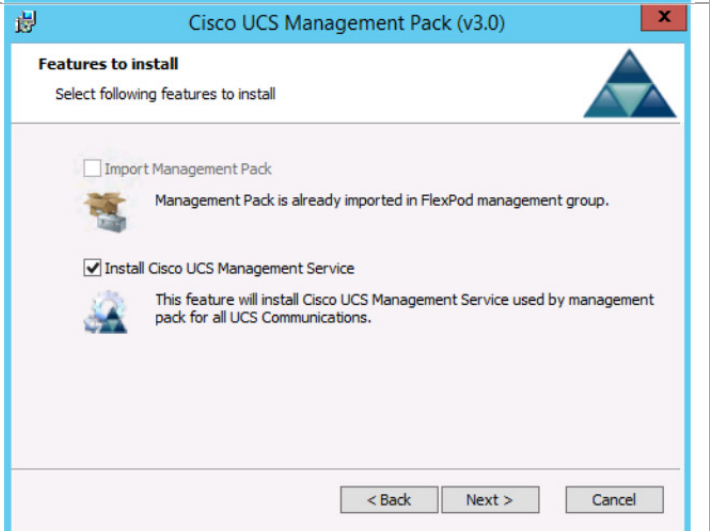 Cisco UCS Management Pack (v3.0)
x
Features to install
Select following features to install
Import Management Pack
Management Pack is already imported in FlexPod management group.
Install Cisco UCS Management Service
This feature will install Cisco UCS Management Service used by management
pack for all UCS Communications.
< Back Next > Cancel